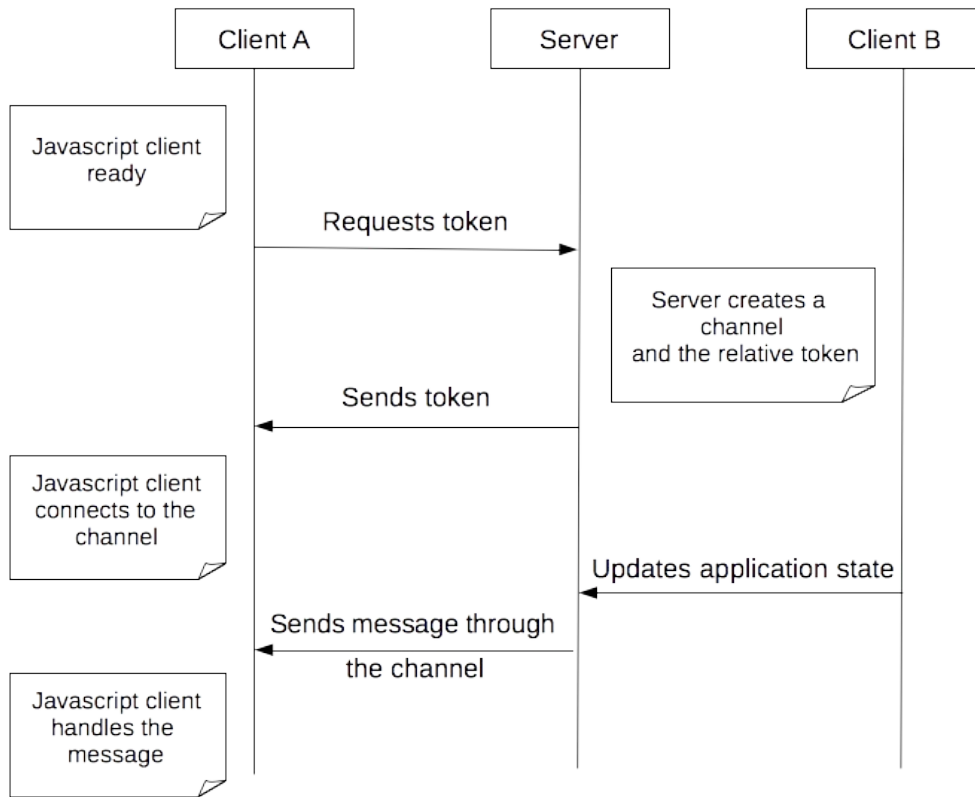 Client A
Server
Client B
Javascript client
ready
Requests token
Server creates a
channel
and the relative token
Sends token
Javascript client
connects to the
channel
Updates application state
Sends message through
the channel
Javascript client
handles the
message